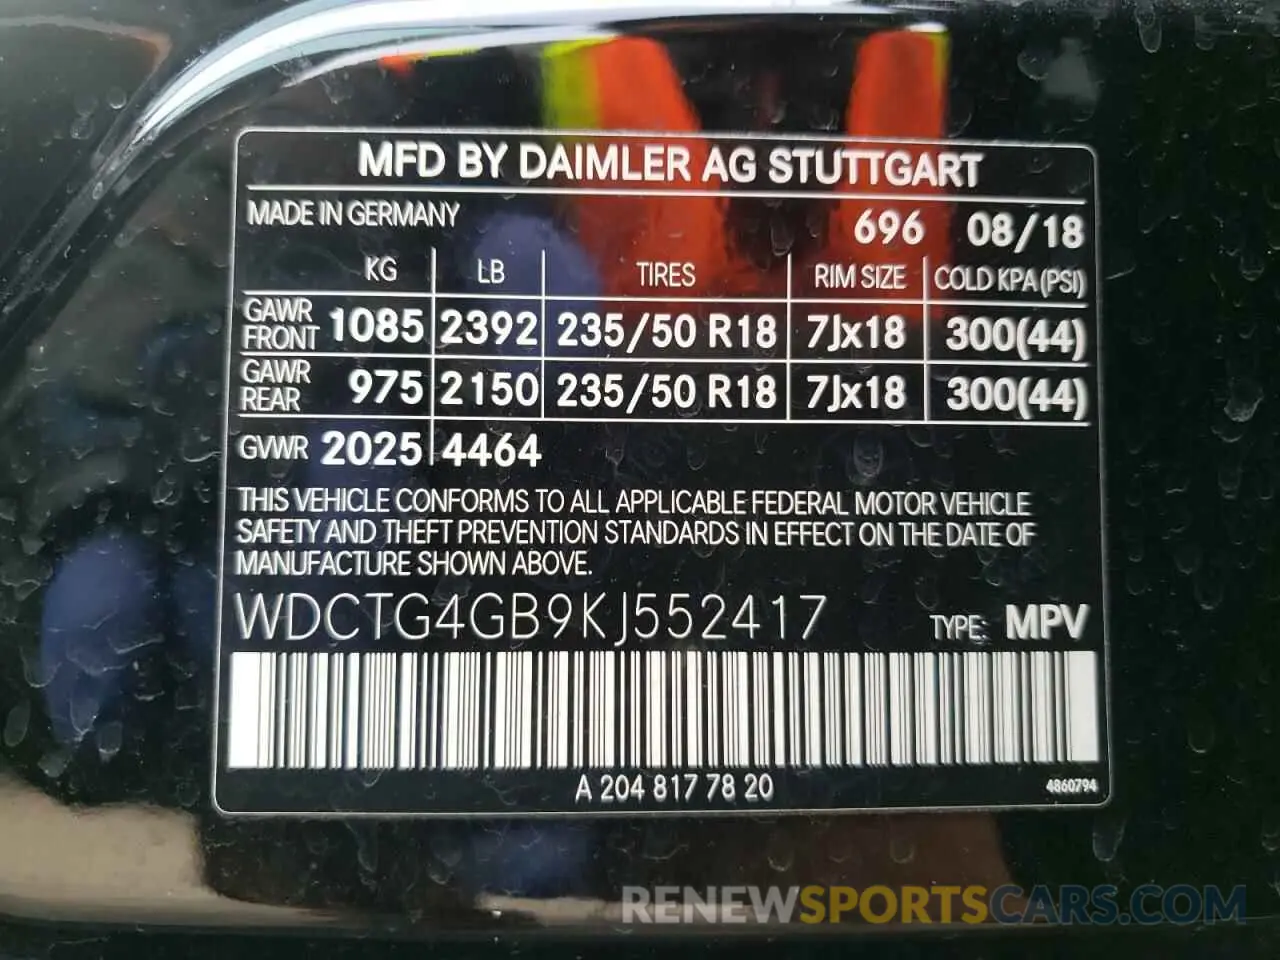 MFD BY DAIMLER AG STUTTGART
MADE IN GERMANY 696 08/18
KG LB TIRES RIM SIZE COLD KPA (PSI)
GAWR FRONT 1085 2392 235/50 R18 7Jx18 300(44)
GAWR REAR 975 2150 235/50 R18 7Jx18 300(44)
GVWR 2025 4464
THIS VEHICLE CONFORMS TO ALL APPLICABLE FEDERAL MOTOR VEHICLE
SAFETY AND THEFT PREVENTION STANDARDS IN EFFECT ON THE DATE OF
MANUFACTURE SHOWN ABOVE.
WDCTG4GB9KJ552417 TYPE: MPV
A 204 817 78 20 4860794
RENEWSPORTSCARS.COM